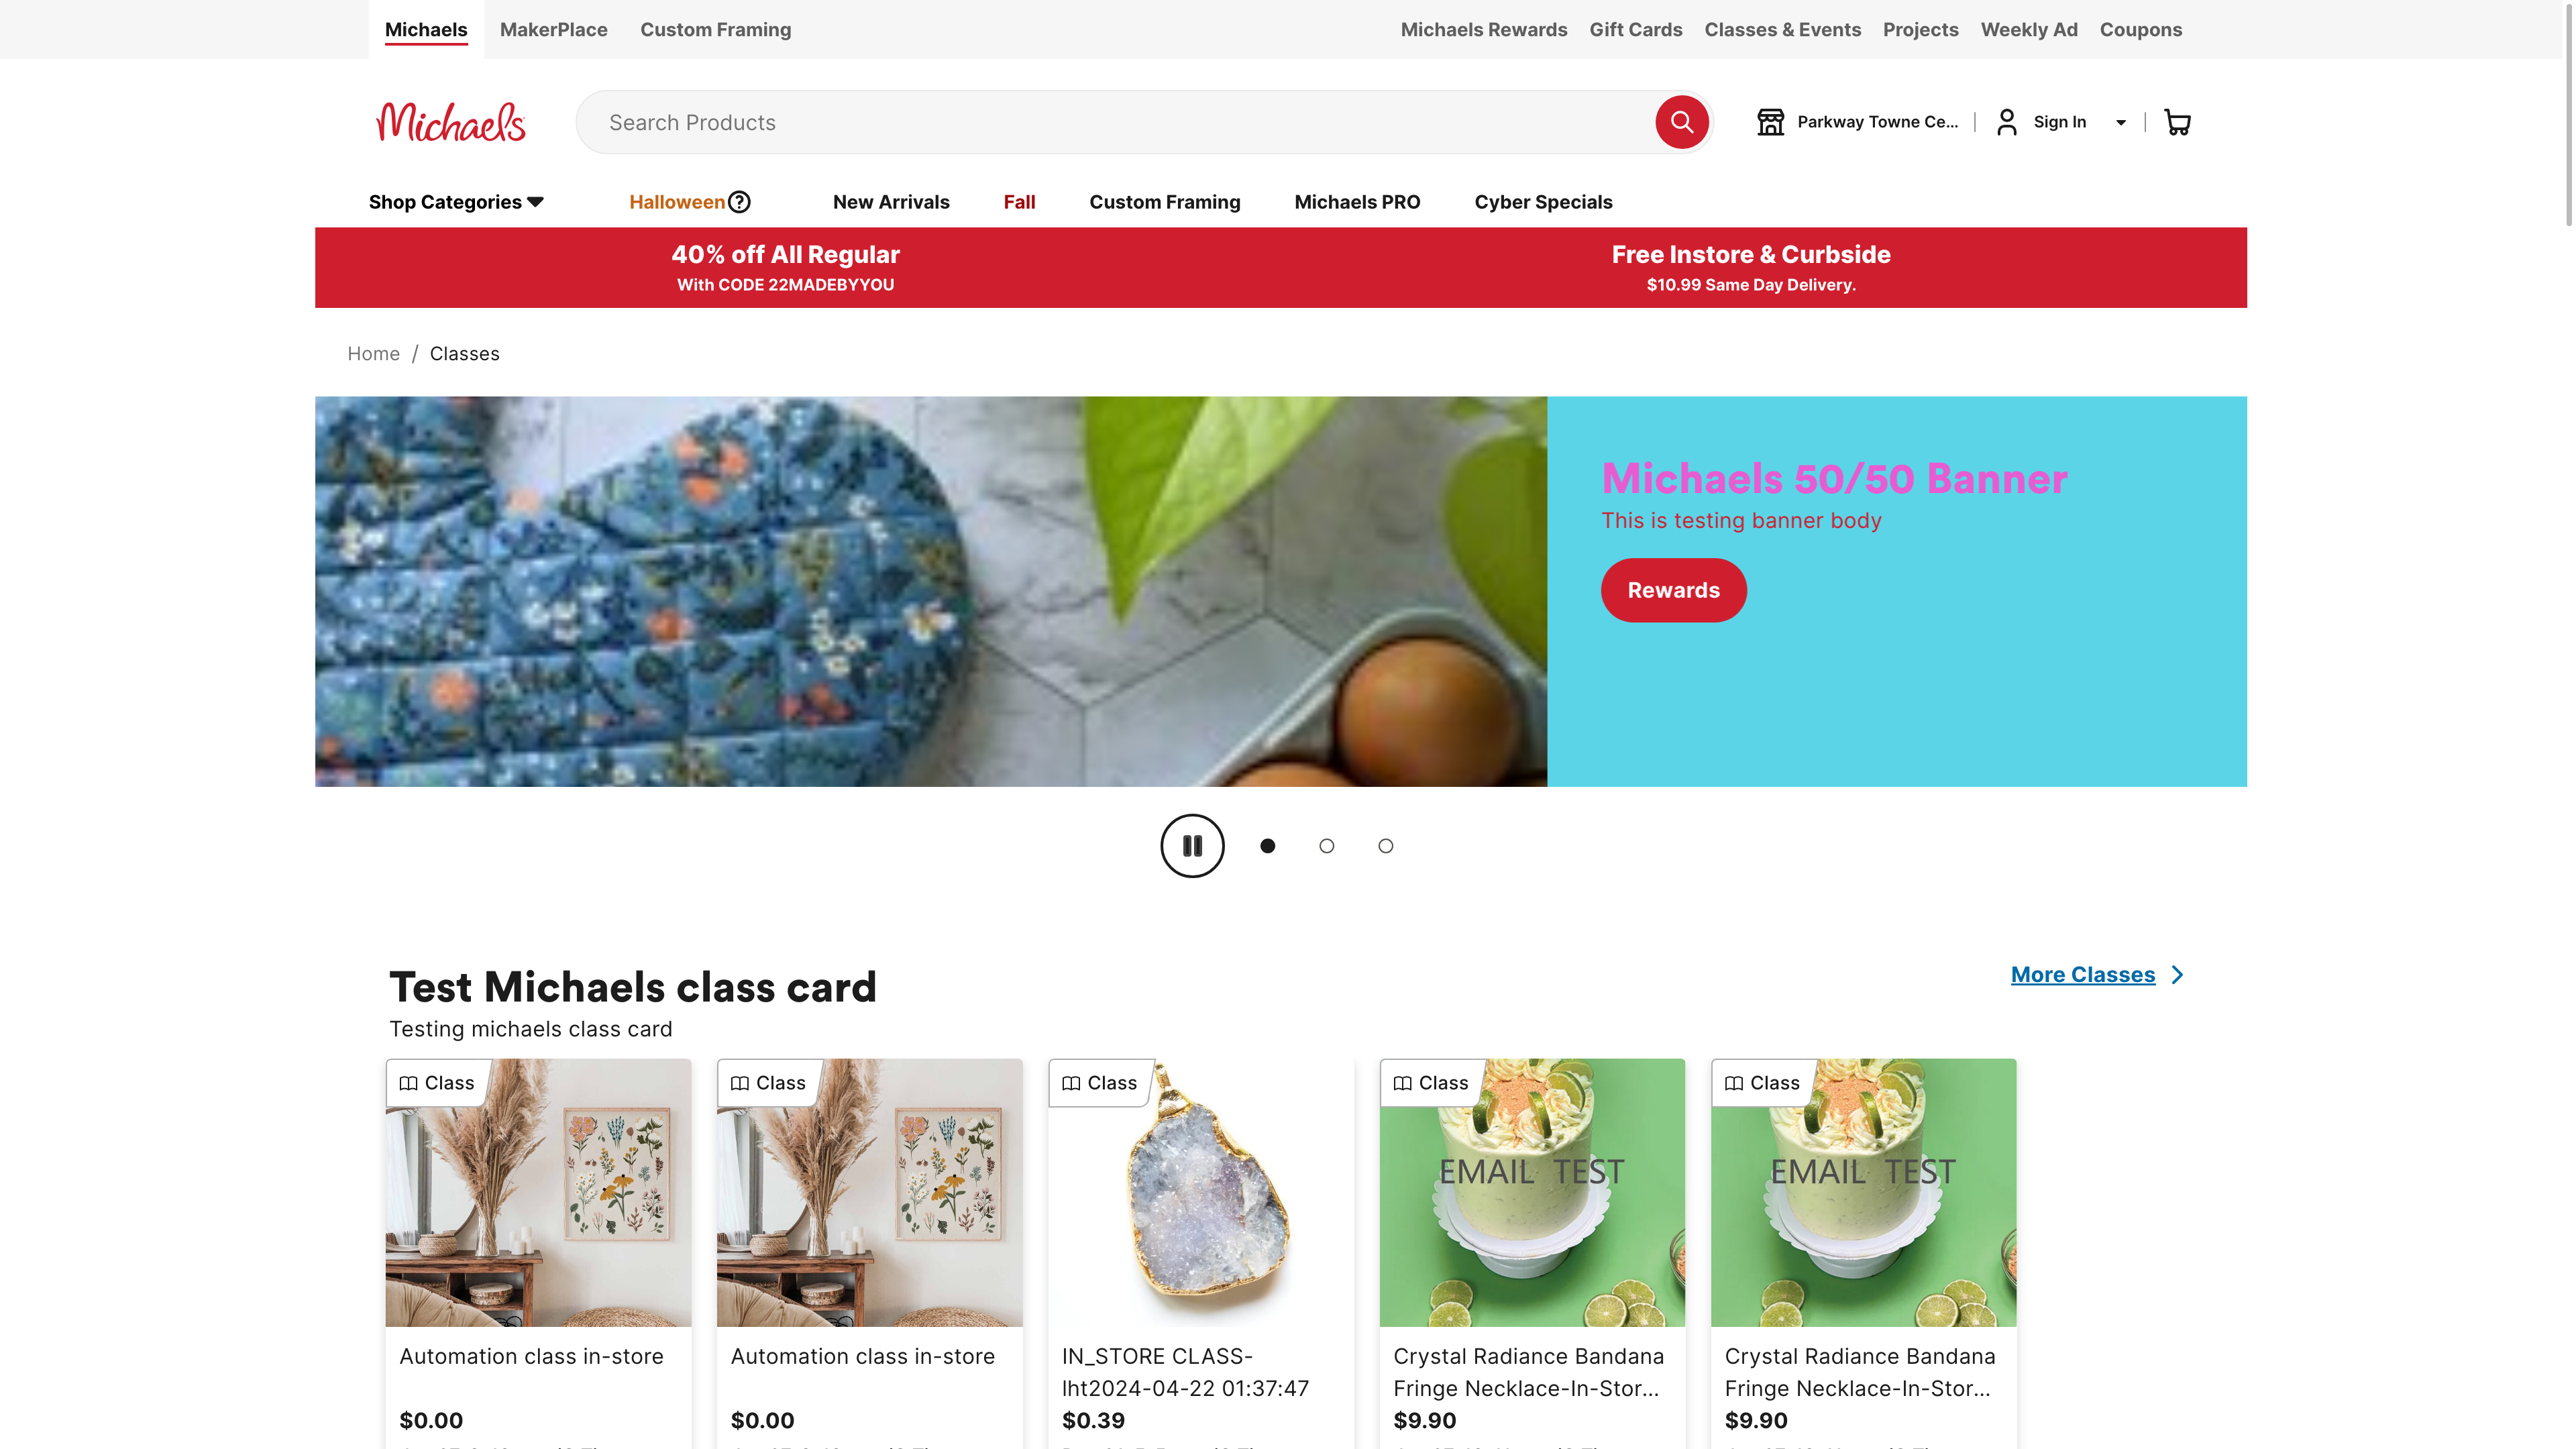 Michaels
MakerPlace
Custom Framing
Michaels Rewards
Gift Cards
Classes & Events
Projects
Weekly Ad
Coupons
Michaels
Search Products
Parkway Towne Ce...
Sign In
Shop Categories
Halloween
New Arrivals
Fall
Custom Framing
Michaels PRO
Cyber Specials
40% off All Regular
With CODE 22MADEBYYOU
Free Instore & Curbside
$10.99 Same Day Delivery.
Home / Classes
Michaels 50/50 Banner
This is testing banner body
Rewards
Test Michaels class card
More Classes
Testing michaels class card
Class
Automation class in-store
$0.00
Class
Automation class in-store
$0.00
Class
IN_STORE CLASS-
lht2024-04-22 01:37:47
$0.39
Class
EMAIL TEST
Crystal Radiance Bandana
Fringe Necklace-In-Stor...
$9.90
Class
EMAIL TEST
Crystal Radiance Bandana
Fringe Necklace-In-Stor...
$9.90